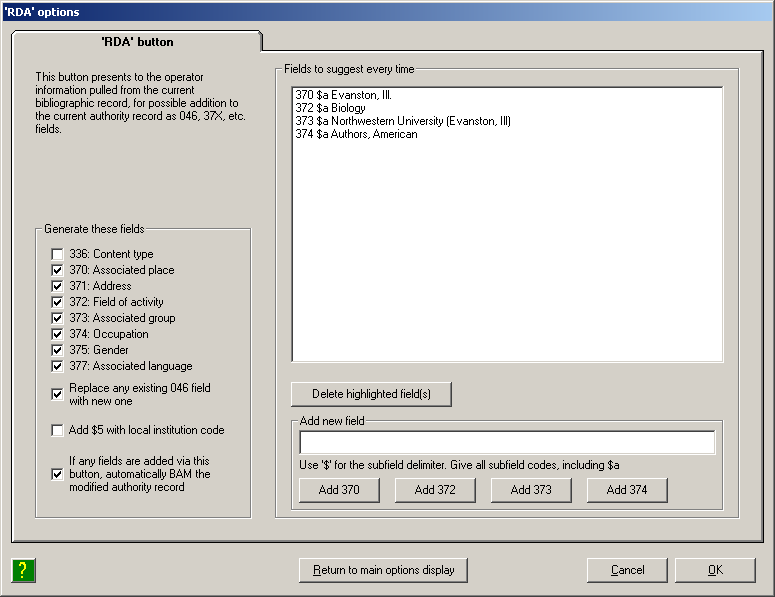 'RDA' options
'RDA' button
This button presents to the operator
information pulled from the current
bibliographic record, for possible addition to
the current authority record as 046, 37X, etc.
fields.
Generate these fields
336: Content type
370: Associated place
371: Address
372: Field of activity
373: Associated group
374: Occupation
375: Gender
377: Associated language
Replace any existing 046 field
with new one
Add $5 with local institution code
If any fields are added via this
button, automatically BAM the
modified authority record
Fields to suggest every time
370 $a Evanston, Ill.
372 $a Biology
373 $a Northwestern University (Evanston, Ill)
374 $a Authors, American
Delete highlighted field(s)
Add new field
Use '$' for the subfield delimiter. Give all subfield codes, including $a
Add 370
Add 372
Add 373
Add 374
?
Return to main options display
Cancel
OK